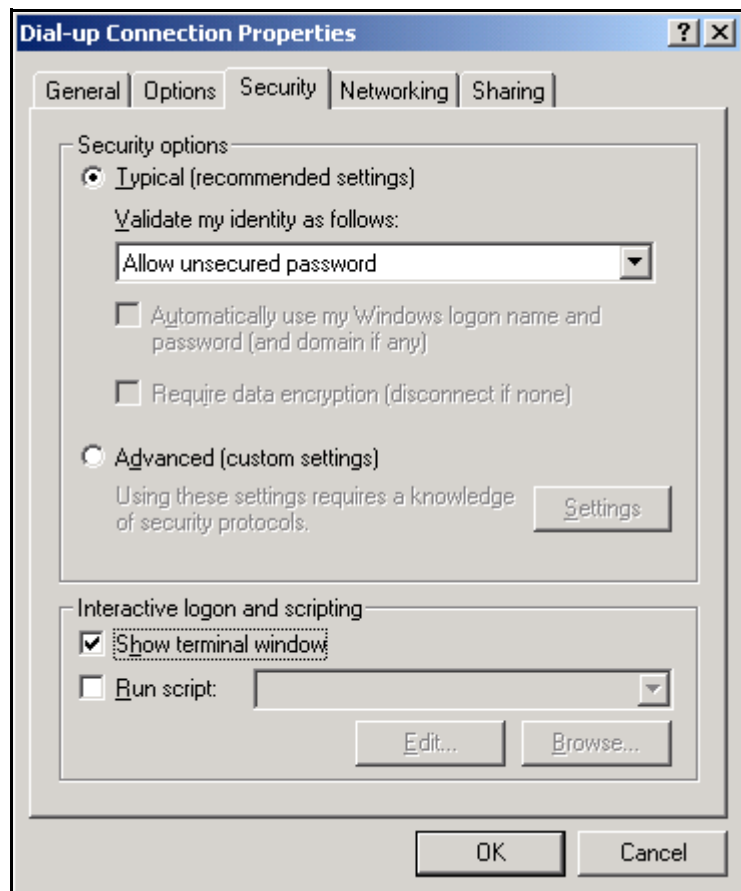 Dial-up Connection Properties
General Options Security Networking Sharing
Security options
Typical (recommended settings)
Validate my identity as follows:
Allow unsecured password
Automatically use my Windows logon name and
password (and domain if any)
Require data encryption (disconnect if none)
Advanced (custom settings)
Using these settings requires a knowledge
of security protocols.
Settings
Interactive logon and scripting
Show terminal window
Run script:
Edit... Browse...
OK Cancel